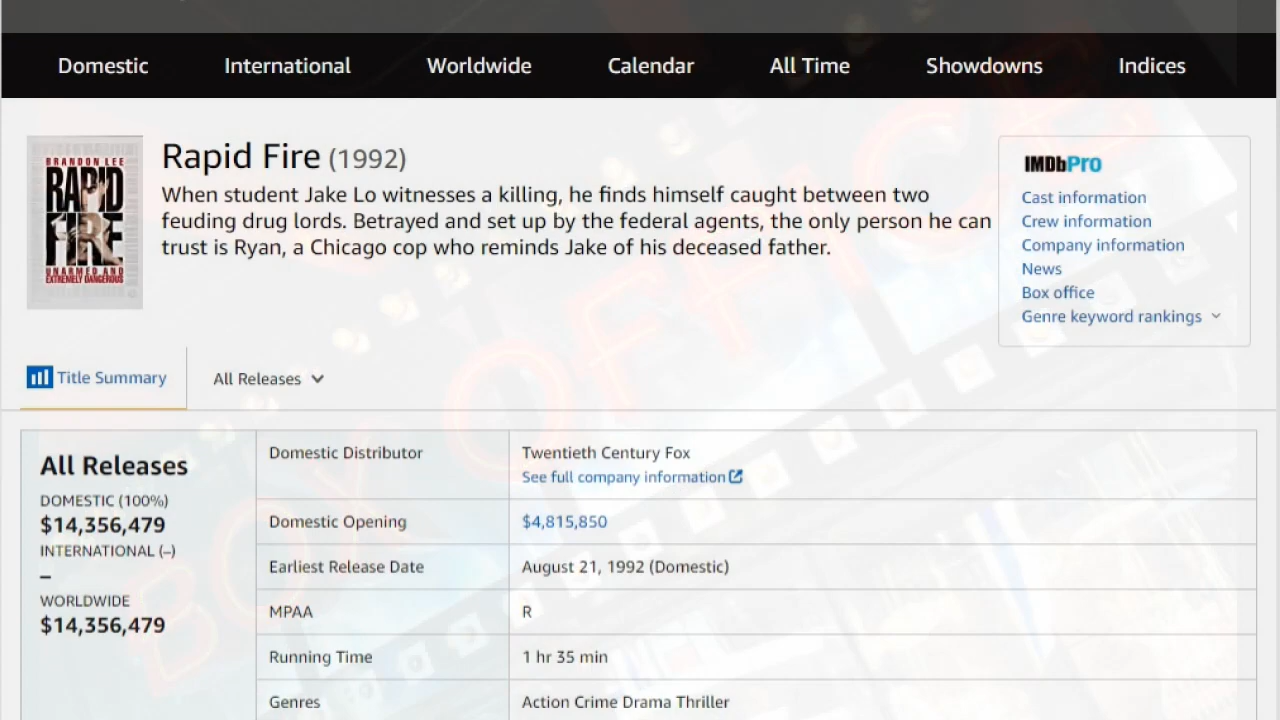 Domestic International Worldwide Calendar All Time Showdowns Indices
BRANDON LEE
RAPID
FIRE
UNARMED AND
EXTREMELY DANGEROUS
Rapid Fire (1992)
When student Jake Lo witnesses a killing, he finds himself caught between two
feuding drug lords. Betrayed and set up by the federal agents, the only person he can
trust is Ryan, a Chicago cop who reminds Jake of his deceased father.
IMDbPro
Cast information
Crew information
Company information
News
Box office
Genre keyword rankings
Title Summary
All Releases
All Releases
DOMESTIC (100%)
$14,356,479
INTERNATIONAL (–)
–
WORLDWIDE
$14,356,479
Domestic Distributor Twentieth Century Fox
See full company information
Domestic Opening $4,815,850
Earliest Release Date August 21, 1992 (Domestic)
MPAA R
Running Time 1 hr 35 min
Genres Action Crime Drama Thriller
BOX OFFICE